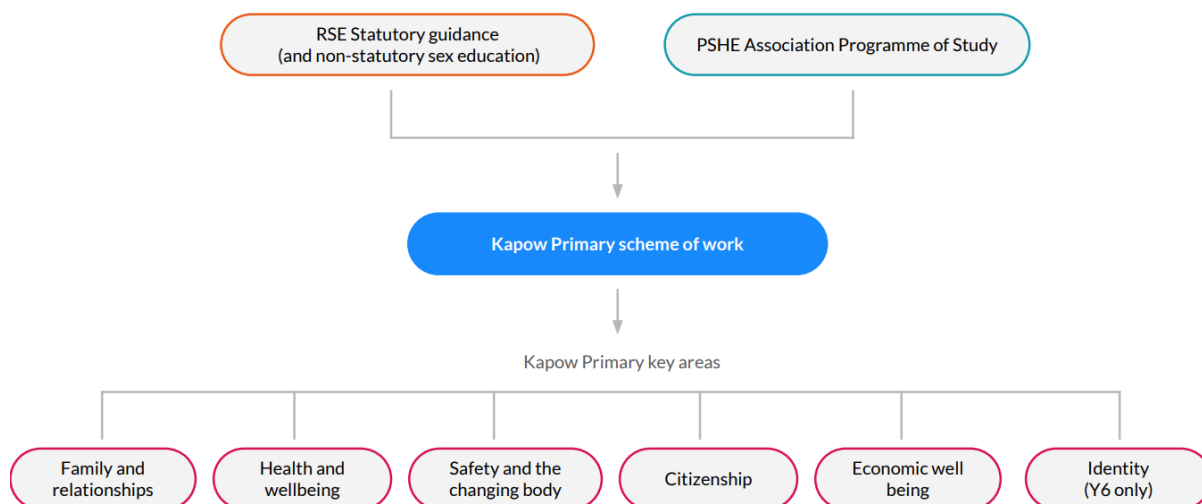 RSE Statutory guidance
(and non-statutory sex education)
PSHE Association Programme of Study
Kapow Primary scheme of work
Kapow Primary key areas
Family and
relationships
Health and
wellbeing
Safety and the
changing body
Citizenship
Economic well
being
Identity
(Y6 only)